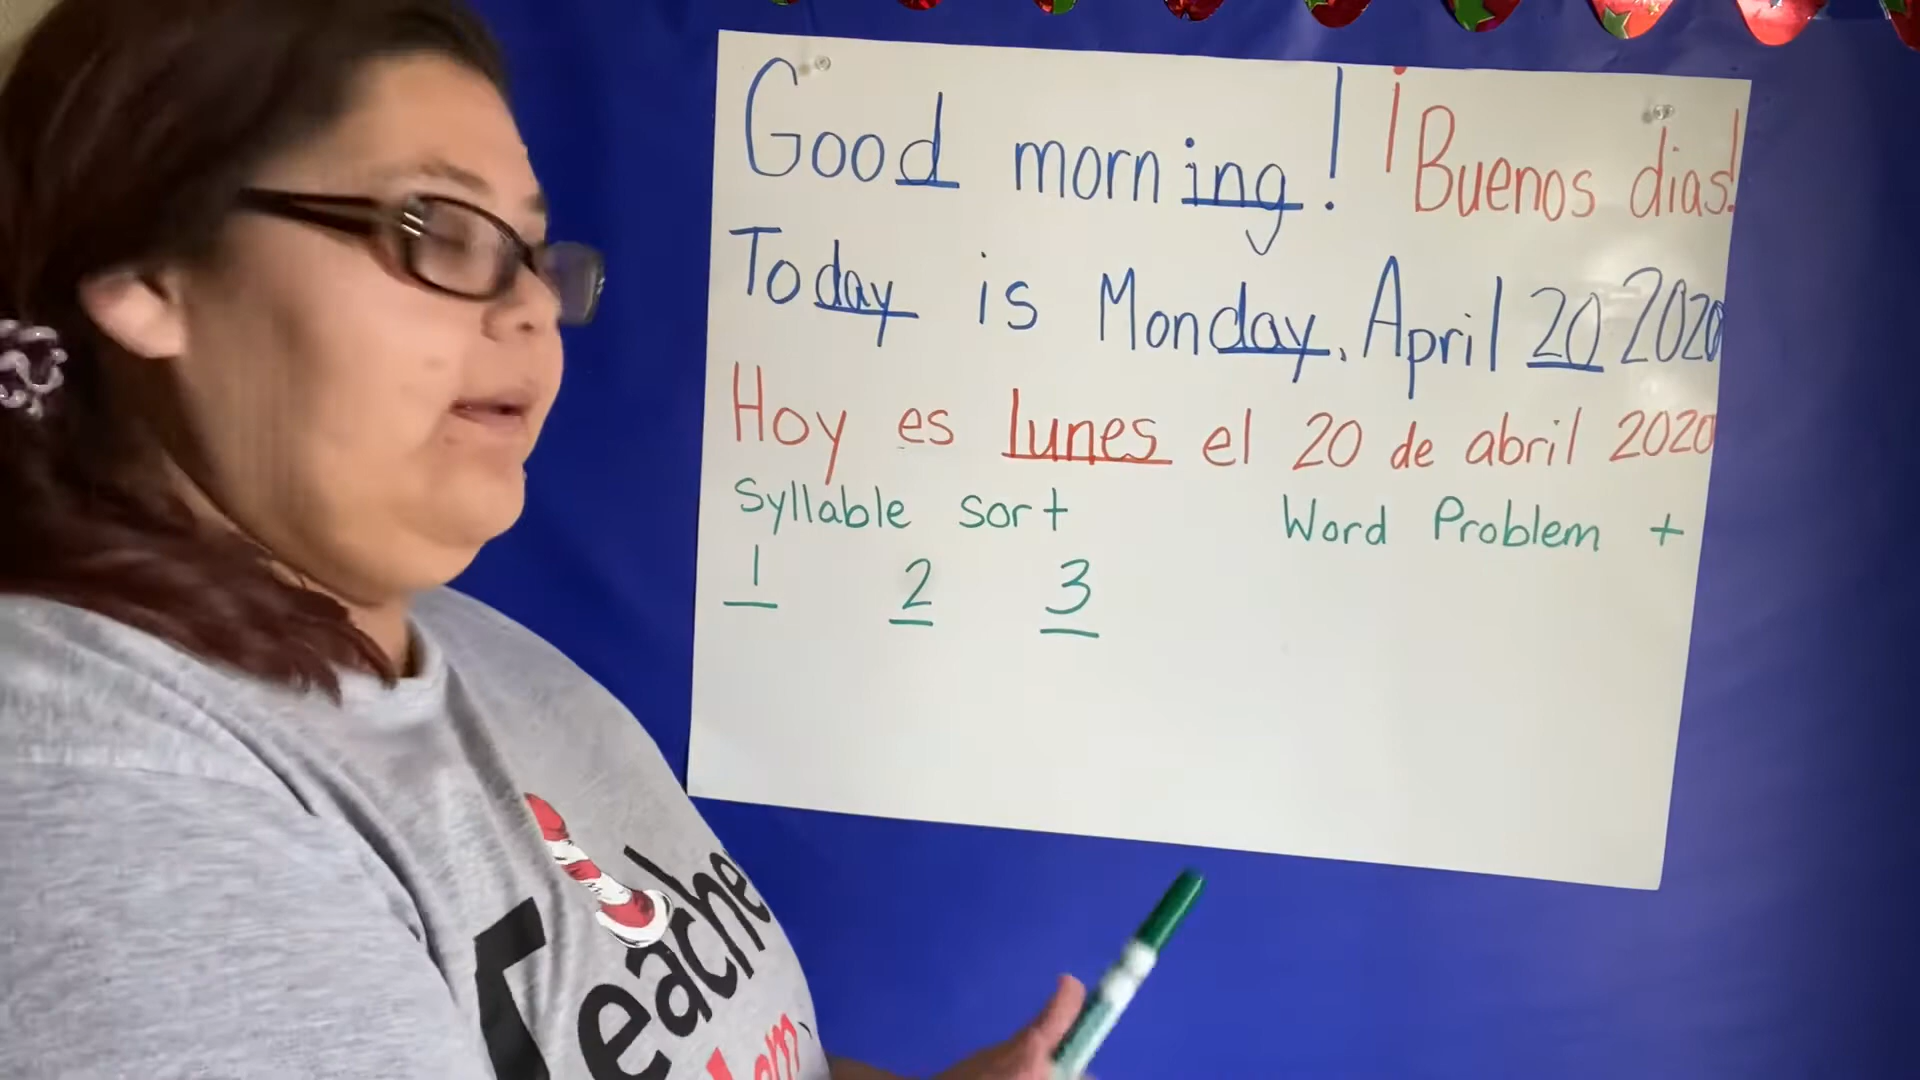 Good morning! ¡Buenos dias!
Today is Monday, April 20 2020
Hoy es lunes el 20 de abril 2020
Syllable sort Word Problem +
1 2 3
Teacher